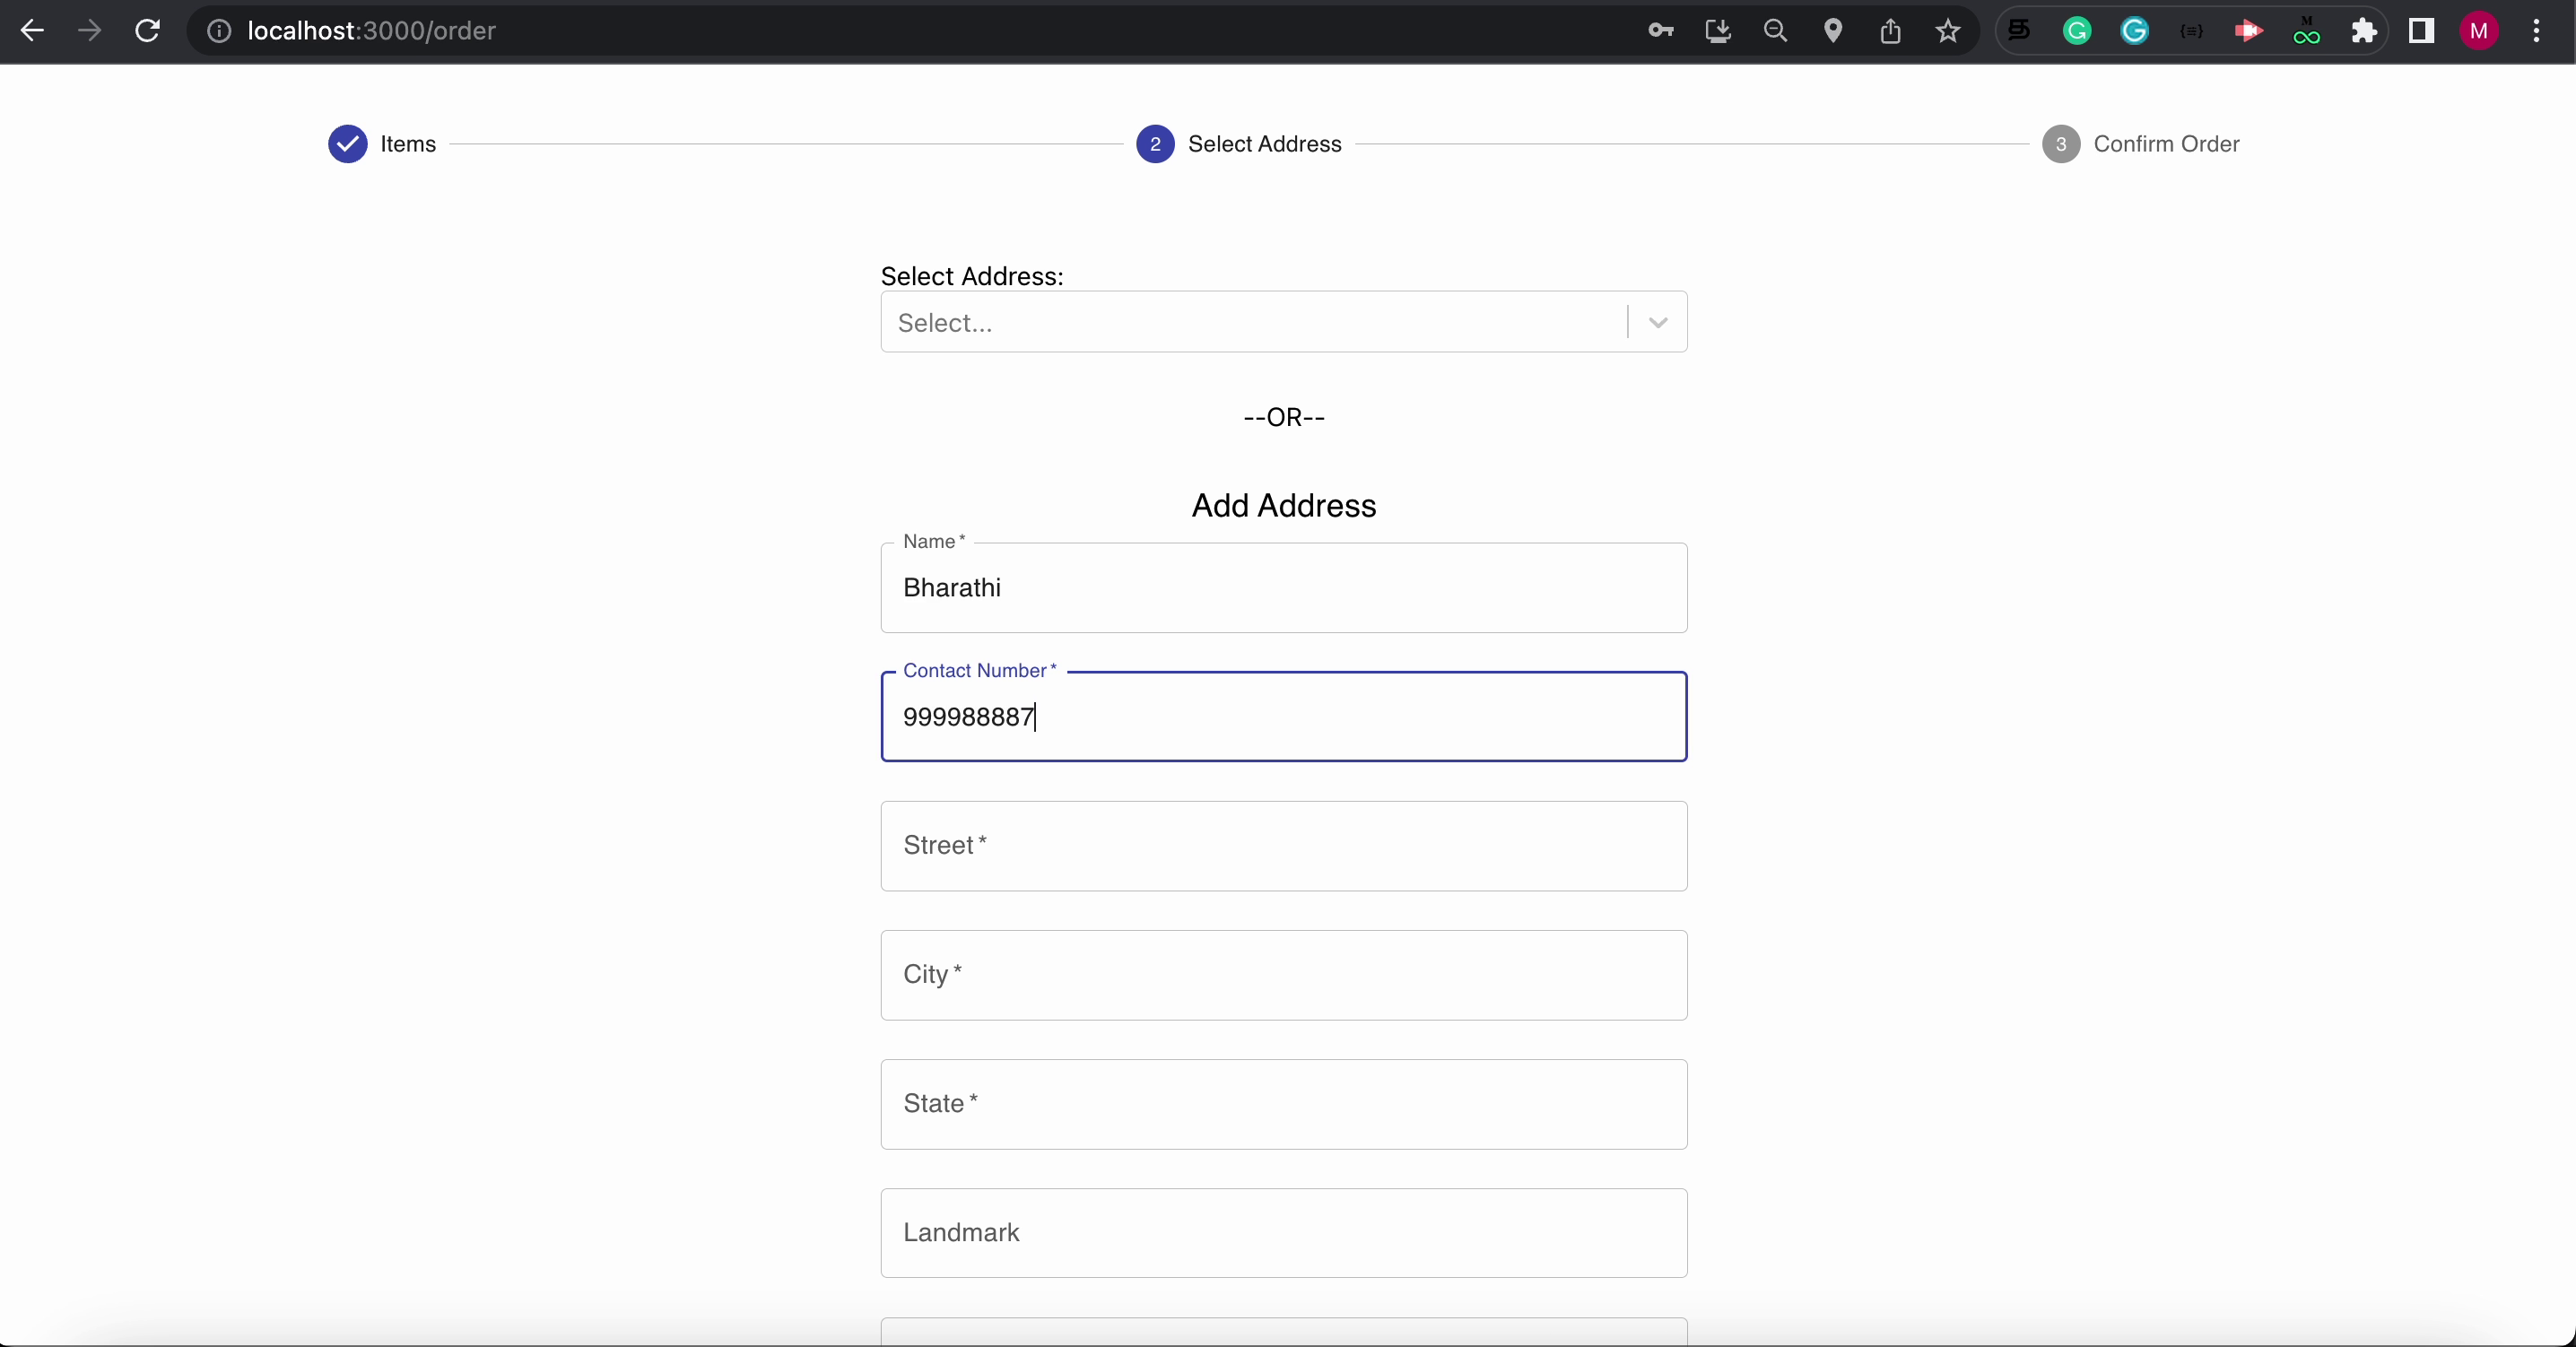 localhost:3000/order
M
M
Items
2 Select Address
3 Confirm Order
Select Address:
Select...
--OR--
Add Address
Name *
Bharathi
Contact Number *
999988887
Street *
City *
State *
Landmark